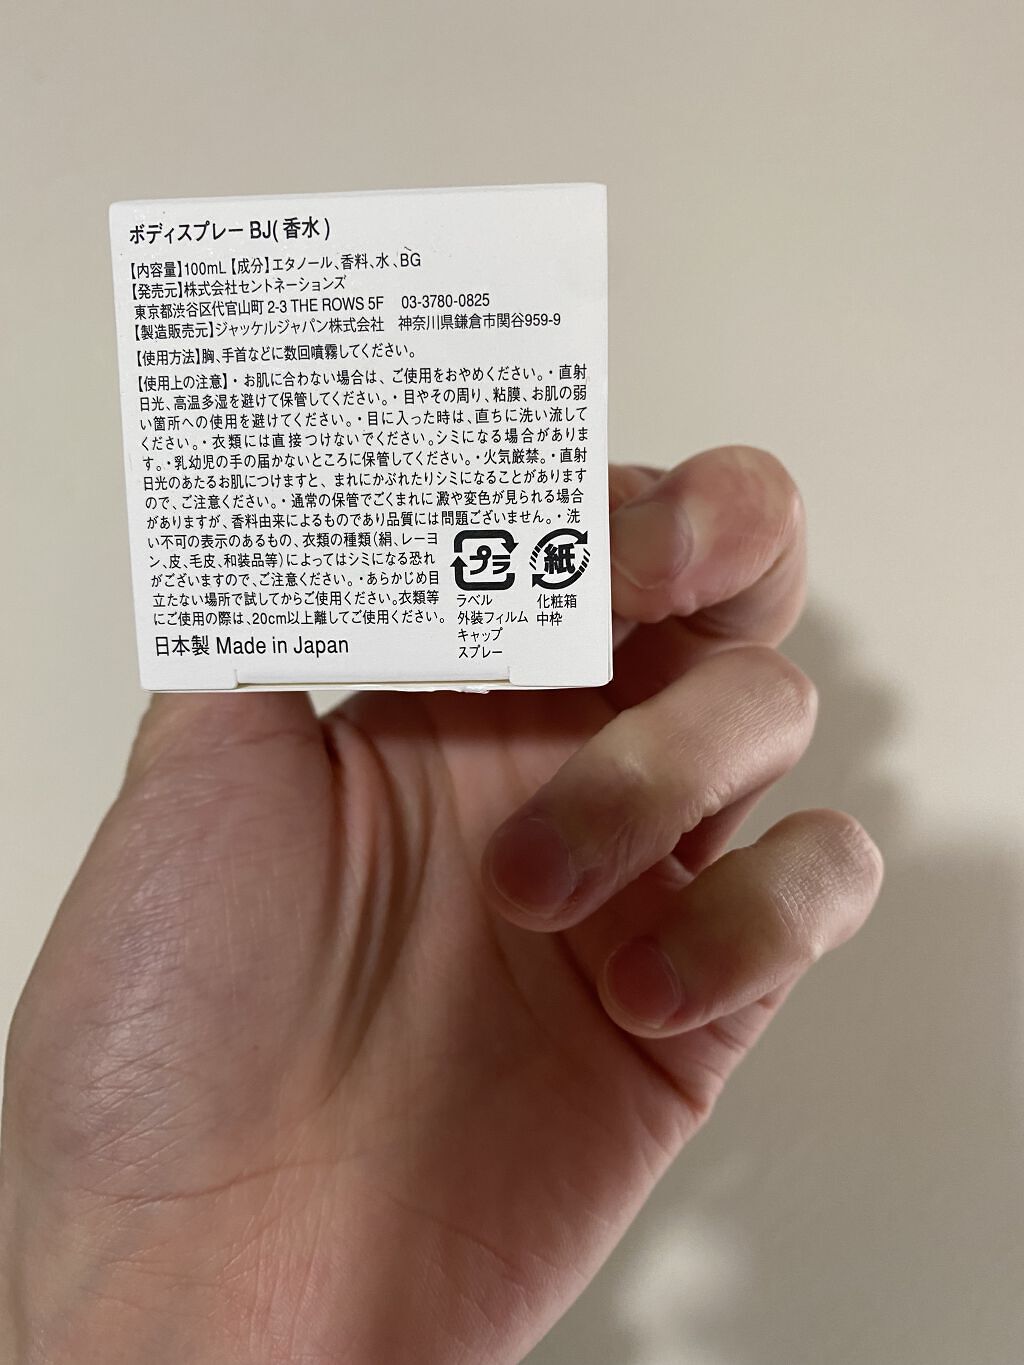 ボディスプレー BJ(香水)
【内容量】100mL【成分】エタノール、香料、水、BG
【発売元】株式会社セントネーションズ
東京都渋谷区代官山町 2-3 THE ROWS 5F 03-3780-0825
【製造販売元】ジャッケルジャパン株式会社 神奈川県鎌倉市関谷959-9
【使用方法】胸、手首などに数回噴霧してください。
【使用上の注意】・お肌に合わない場合は、ご使用をおやめください。・直射
日光、高温多湿を避けて保管してください。・目やその周り、粘膜、お肌の弱
い箇所への使用を避けてください。・目に入った時は、直ちに洗い流して
ください。・衣類には直接つけないでください。シミになる場合がありま
す。・乳幼児の手の届かないところに保管してください。・火気厳禁。・直射
日光のあたるお肌につけますと、まれにかぶれたりシミになることがあります
ので、ご注意ください。・通常の保管でごくまれに澱や変色が見られる場合
がありますが、香料由来によるものであり品質には問題ございません。・洗
い不可の表示のあるもの、衣類の種類(絹、レーヨ
ン、皮、毛皮、和装品等)によってはシミになる恐れ
がございますので、ご注意ください。・あらかじめ目
立たない場所で試してからご使用ください。衣類等
にご使用の際は、20cm以上離してご使用ください。
日本製 Made in Japan
プラ
ラベル
外装フィルム
キャップ
スプレー
紙
化粧箱
中枠